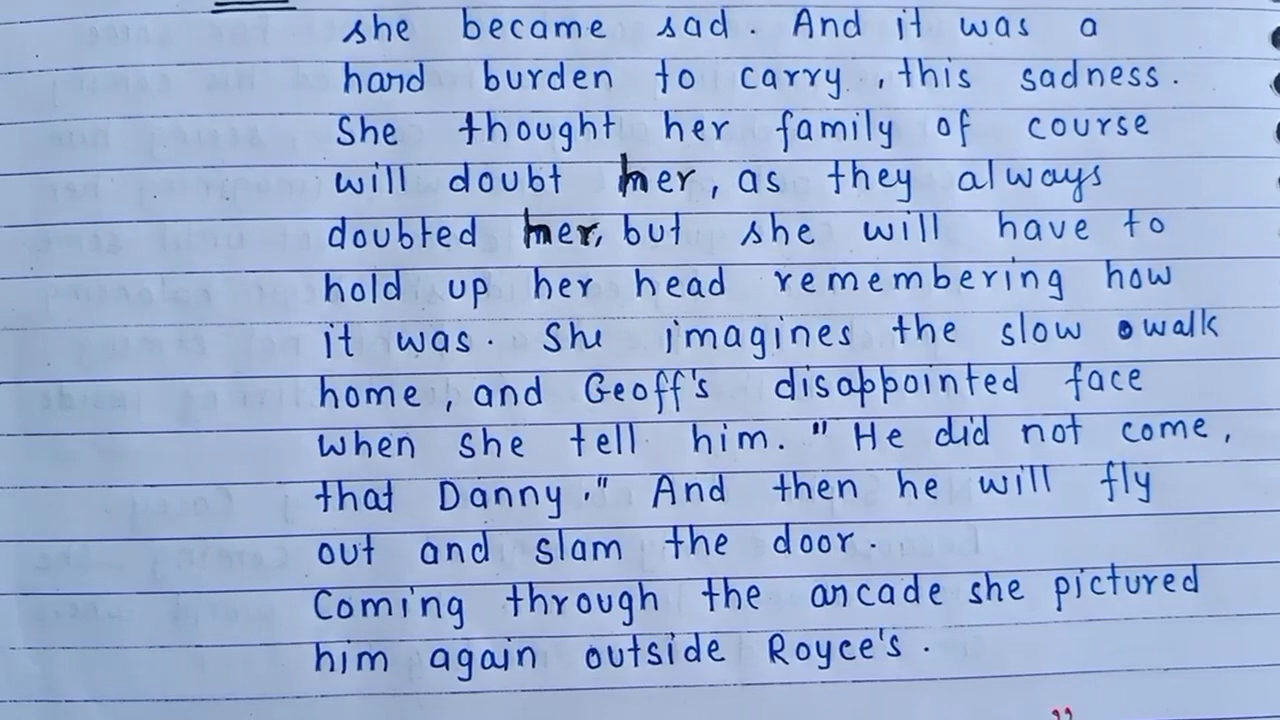 she became sad. And it was a
hard burden to carry, this sadness.
She thought her family of course
will doubt her, as they always
doubted her, but she will have to
hold up her head remembering how
it was. She imagines the slow walk
home, and Geoff's disappointed face
when she tell him. "He did not come,
that Danny." And then he will fly
out and slam the door.
Coming through the arcade she pictured
him again outside Royce's.